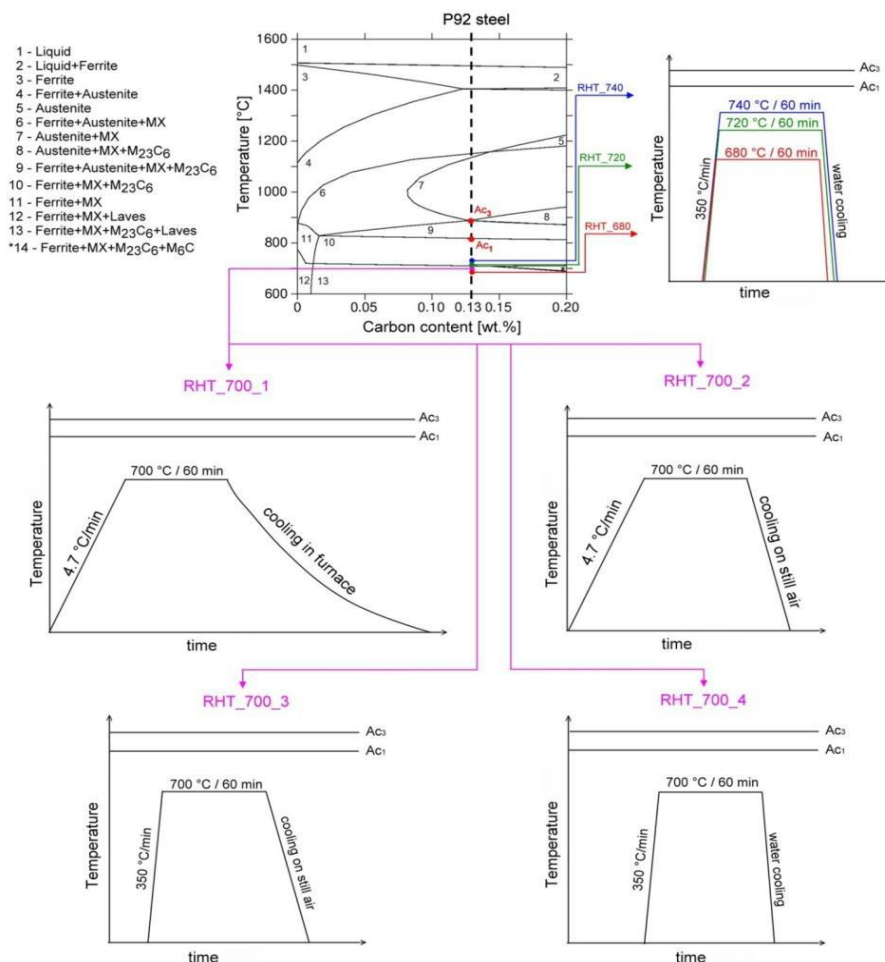 P92 steel
1 - Liquid
2 - Liquid+Ferrite
3 - Ferrite
4 - Ferrite+Austenite
5 - Austenite
6 - Ferrite+Austenite+MX
7 - Austenite+MX
8 - Austenite+MX+M23C6
9 - Ferrite+Austenite+MX+M23C6
10 - Ferrite+MX+M23C6
11 - Ferrite+MX
12 - Ferrite+MX+Laves
13 - Ferrite+MX+M23C6+Laves
*14 - Ferrite+MX+M23C6+M6C
Temperature [°C]
1600
1400
1200
1000
800
600
1
2
3
4
5
6
7
8
9
10
11
12
13
*
Ac3
Ac1
0
0.05
0.10
0.13
0.15
0.20
Carbon content [wt.%]
RHT_740
RHT_720
RHT_680
Ac3
Ac1
740 °C / 60 min
720 °C / 60 min
680 °C / 60 min
350 °C/min
water cooling
Temperature
time
RHT_700_1
Ac3
Ac1
700 °C / 60 min
4.7 °C/min
cooling in
furnace
Temperature
time
RHT_700_2
Ac3
Ac1
700 °C / 60 min
4.7 °C/min
cooling on
still air
Temperature
time
RHT_700_3
Ac3
Ac1
700 °C / 60 min
350 °C/min
cooling on
still air
Temperature
time
RHT_700_4
Ac3
Ac1
700 °C / 60 min
350 °C/min
water cooling
Temperature
time